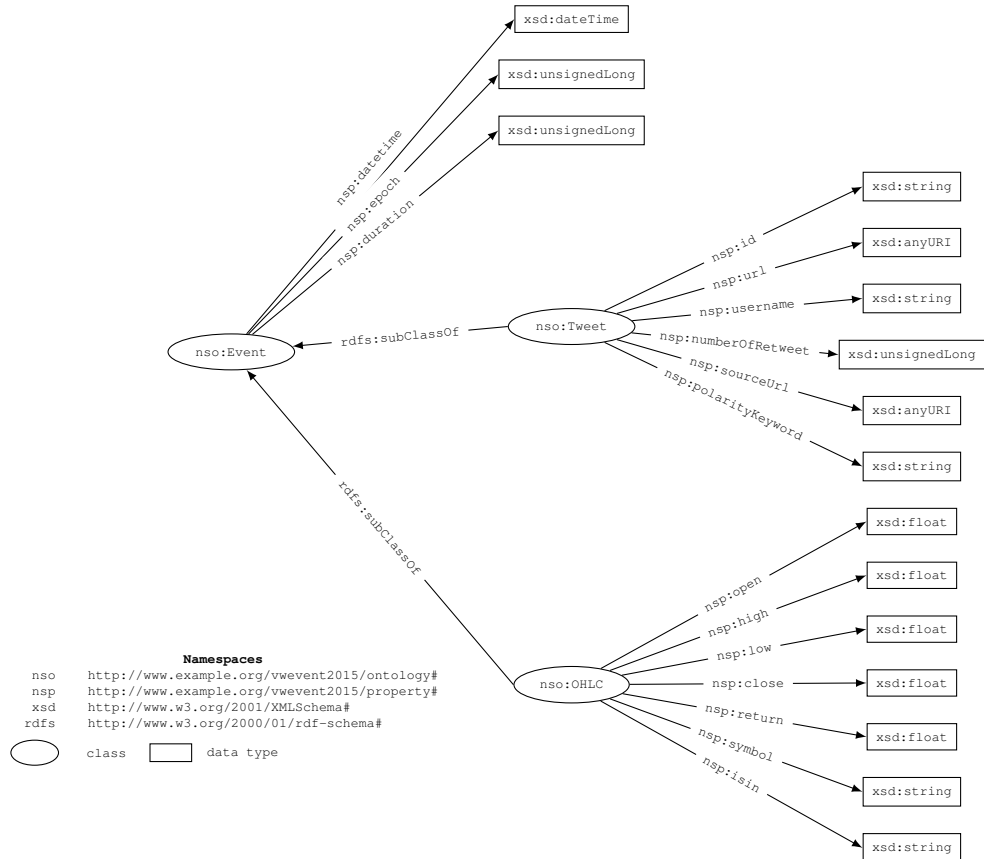 xsd:dateTime
xsd:unsignedLong
xsd:unsignedLong
nsp:datetime
nsp:epoch
nsp:duration
nso:Event
rdfs:subClassOf
nso:Tweet
nsp:id
xsd:string
nsp:url
xsd:anyURI
nsp:username
xsd:string
nsp:numberOfRetweet
xsd:unsignedLong
nsp:sourceUrl
xsd:anyURI
nsp:polarityKeyword
xsd:string
rdfs:subClassOf
nso:OHLC
nsp:open
xsd:float
nsp:high
xsd:float
nsp:low
xsd:float
nsp:close
xsd:float
nsp:return
xsd:float
nsp:symbol
xsd:string
nsp:isin
xsd:string
Namespaces
nso http://www.example.org/vwevent2015/ontology#
nsp http://www.example.org/vwevent2015/property#
xsd http://www.w3.org/2001/XMLSchema#
rdfs http://www.w3.org/2000/01/rdf-schema#
class data type